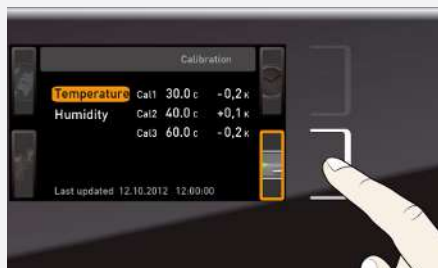 Calibration
Temperature Cal1 30.0 c -0,2 K
Humidity Cal2 40.0 c +0,1 K
Cal3 60.0 c -0,2 K
Last updated 12.10.2012 12:00:00